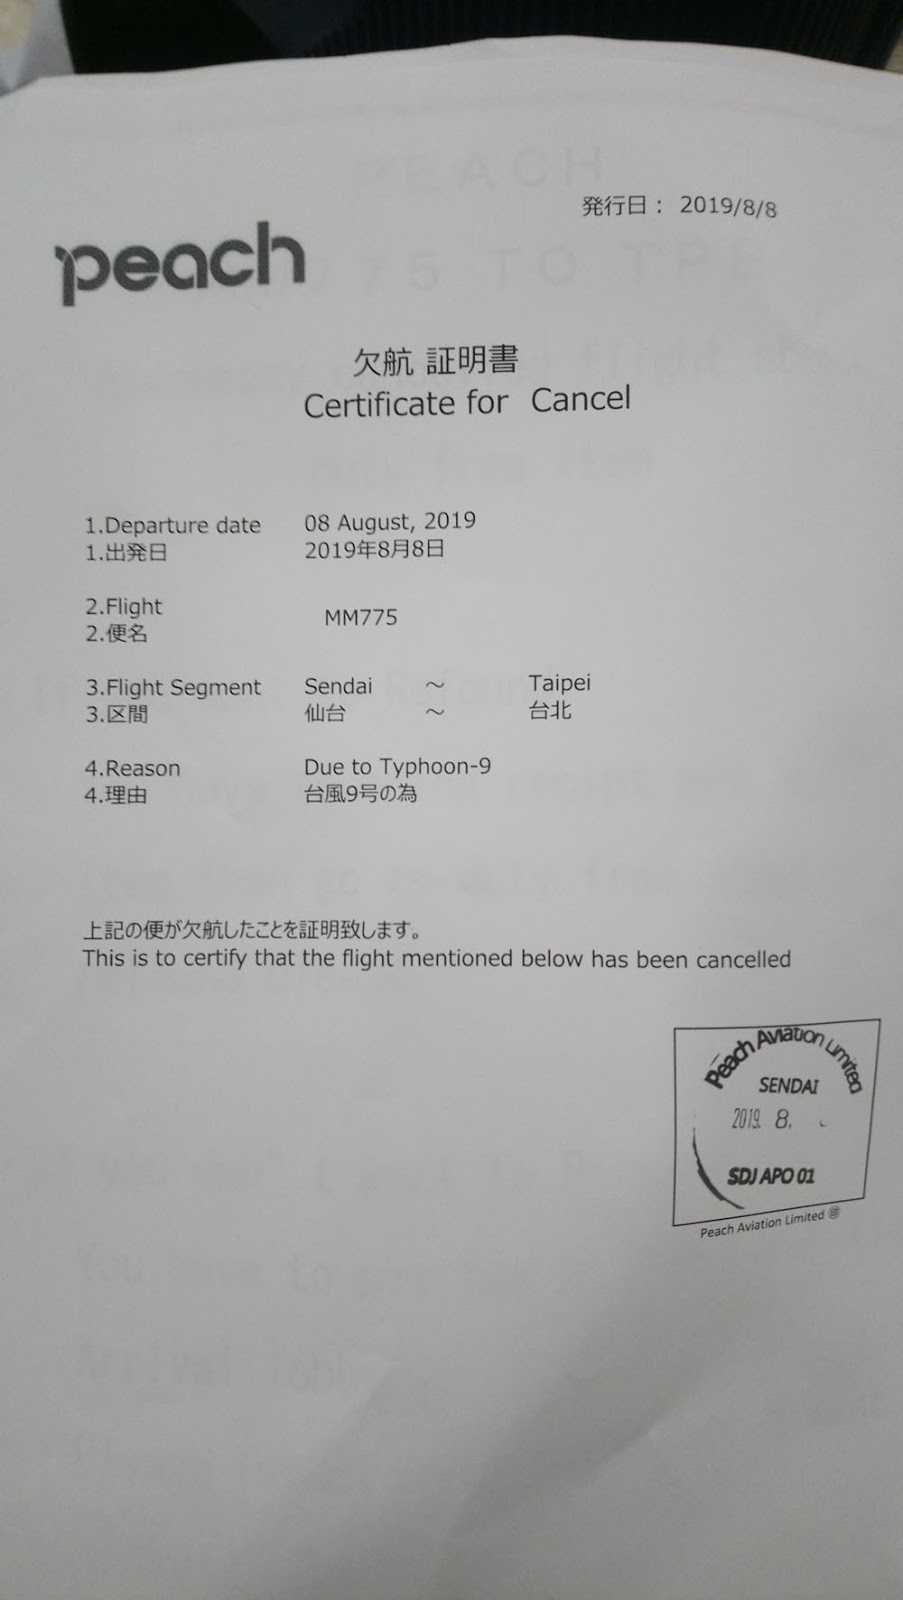 発行日： 2019/8/8
peach
欠航 証明書
Certificate for Cancel
1.Departure date 08 August, 2019
1.出発日 2019年8月8日
2.Flight
2.便名 MM775
3.Flight Segment Sendai ～ Taipei
3.区間 仙台 ～ 台北
4.Reason Due to Typhoon-9
4.理由 台風9号の為
上記の便が欠航したことを証明致します。
This is to certify that the flight mentioned below has been cancelled
Peach Aviation Limited
SENDAI
2019. 8.
SDJ APO 01
Peach Aviation Limited ㊞